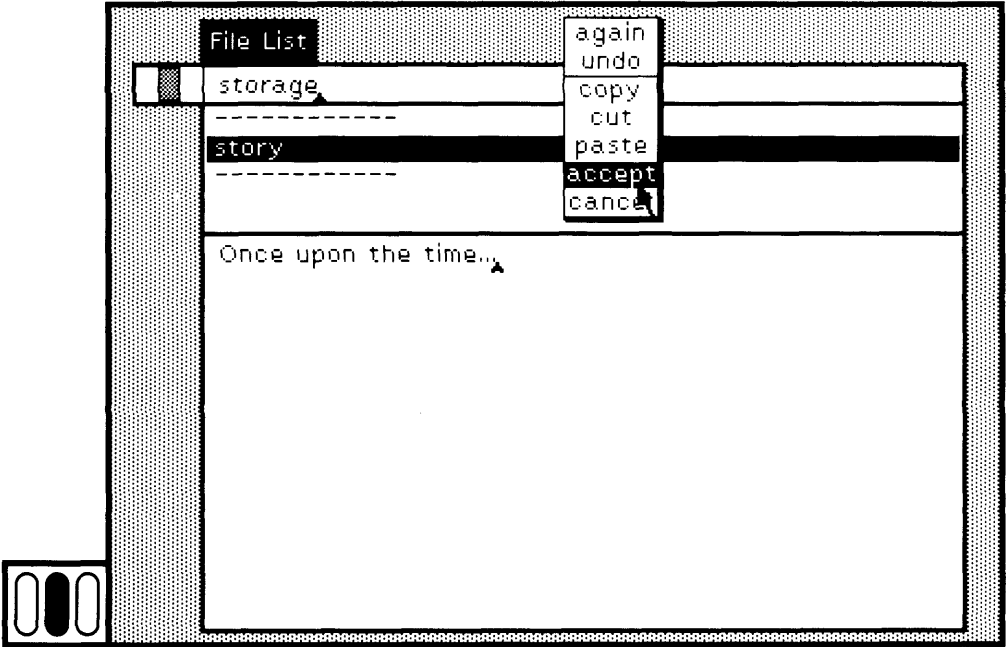 File List
again
undo
storage
copy
------------
cut
story
paste
------------
accept
cancel
Once upon the time...